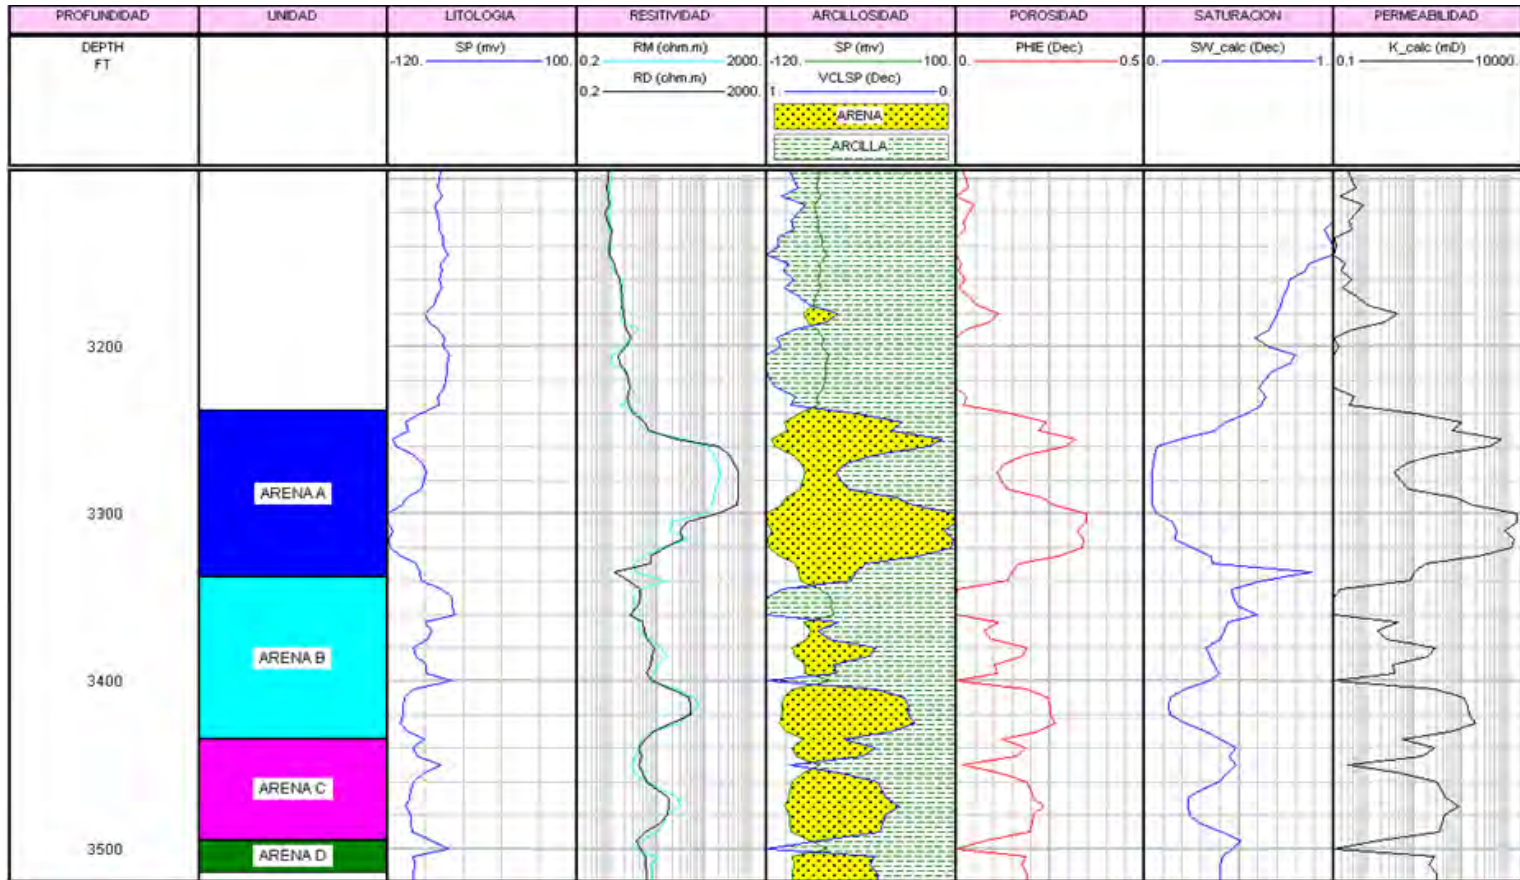 PROFUNDIDAD UNIDAD LITOLOGIA RESITIVIDAD ARCILLOSIDAD POROSIDAD SATURACION PERMEABILIDAD
DEPTH SP (mv) RM (ohm.m) SP (mv) PHIE (Dec) SW_calc (Dec) K_calc (mD)
FT -120. 100. 0.2 2000. -120. 100. 0. 0.5 0. 1. 0.1 10000.
RD (ohm.m) VCLSP (Dec)
0.2 2000. 1. 0.
ARENA
ARCILLA
3200
ARENA A
3300
ARENA B
3400
ARENA C
3500
ARENA D